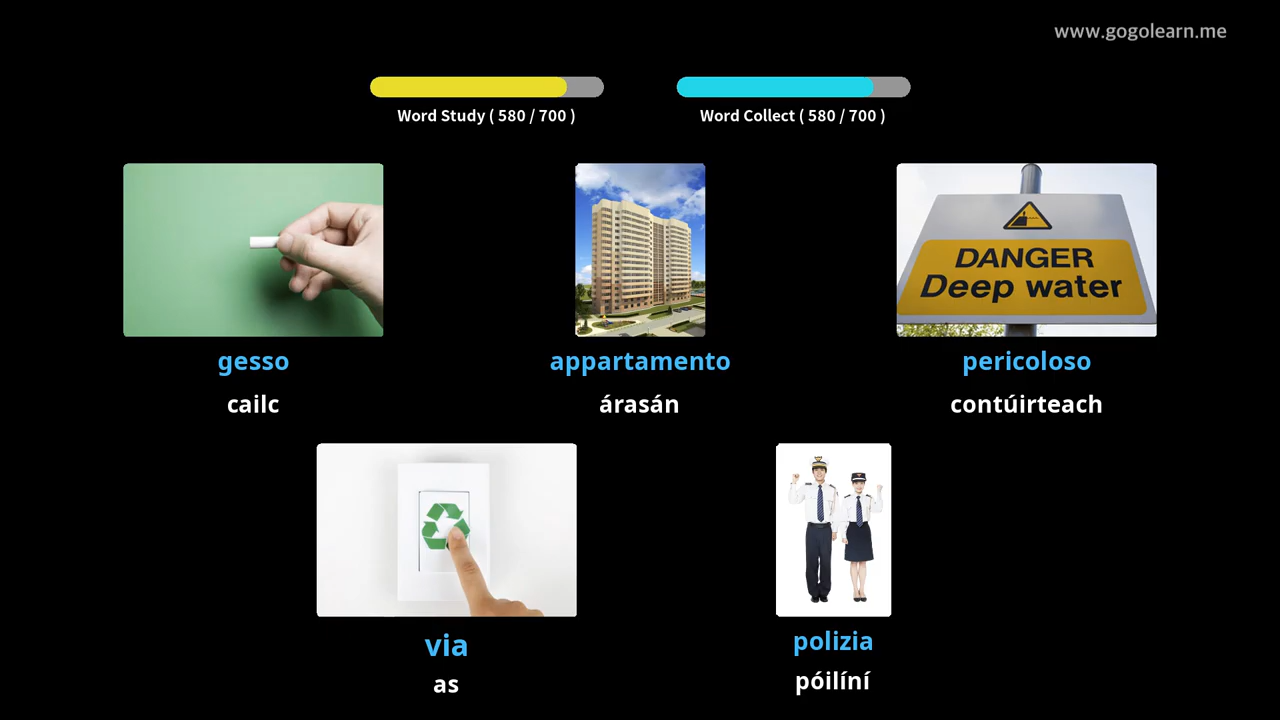 www.gogolearn.me
Word Study ( 580 / 700 )
Word Collect ( 580 / 700 )
DANGER
Deep water
gesso
appartamento
pericoloso
cailc
árasán
contúirteach
via
polizia
as
póilíní